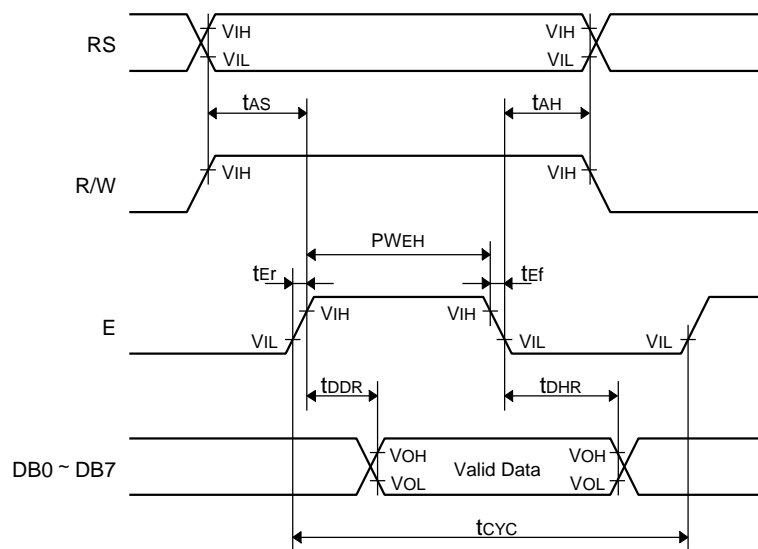 RS
VIH
VIL
VIH
VIL
tAS
tAH
R/W
VIH
VIH
PWEH
tEr
tEf
E
VIH
VIH
VIL
VIL
VIL
tDDR
tDHR
DB0 ~ DB7
VOH
VOL
Valid Data
VOH
VOL
tCYC